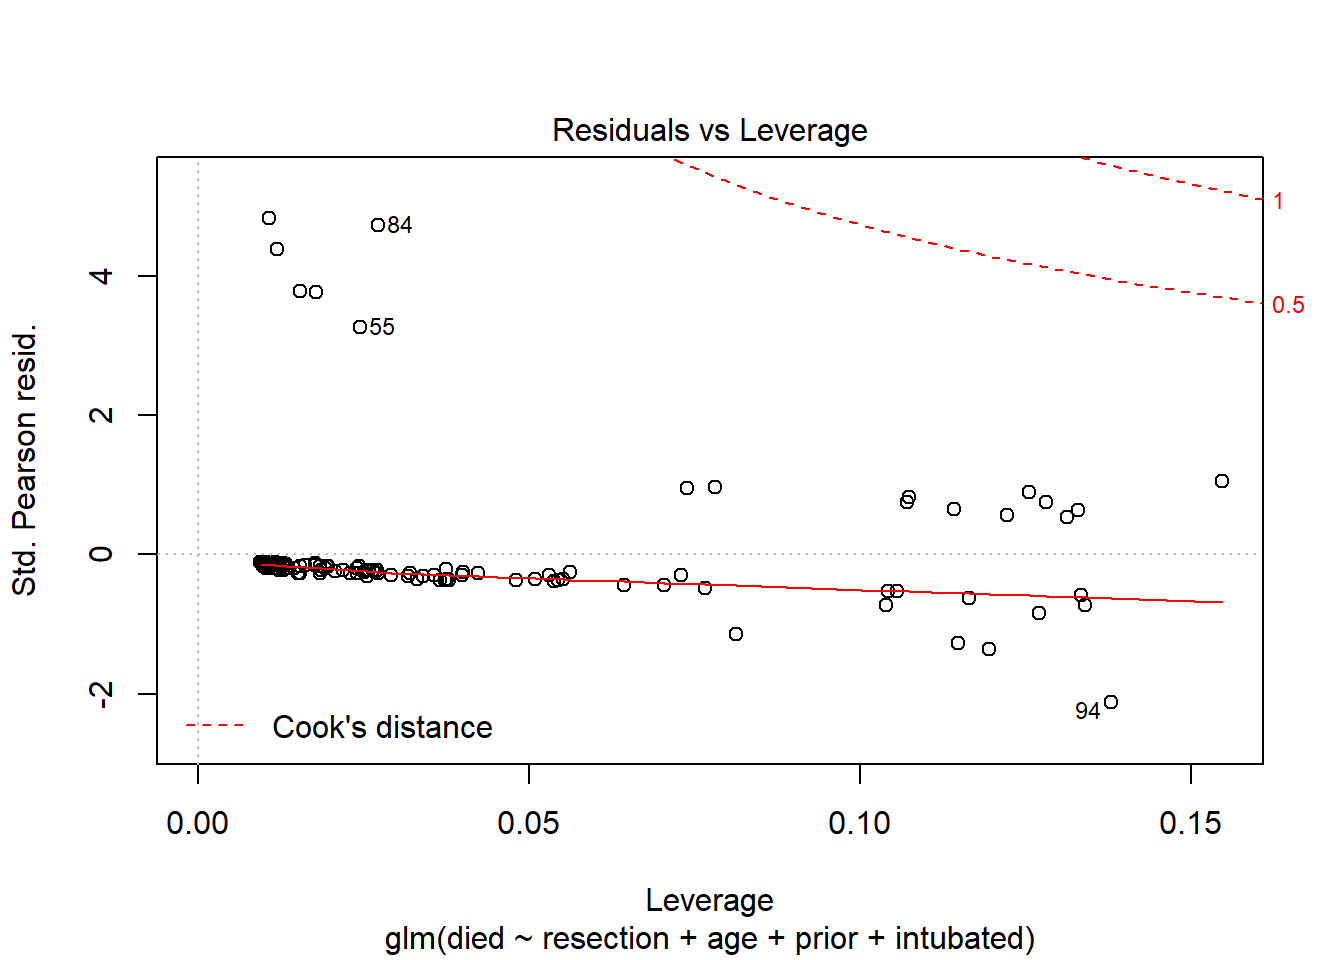 Residuals vs Leverage
Std. Pearson resid.
4
2
0
-2
84
55
94
1
0.5
Cook's distance
0.00 0.05 0.10 0.15
Leverage
glm(died ~ resection + age + prior + intubated)